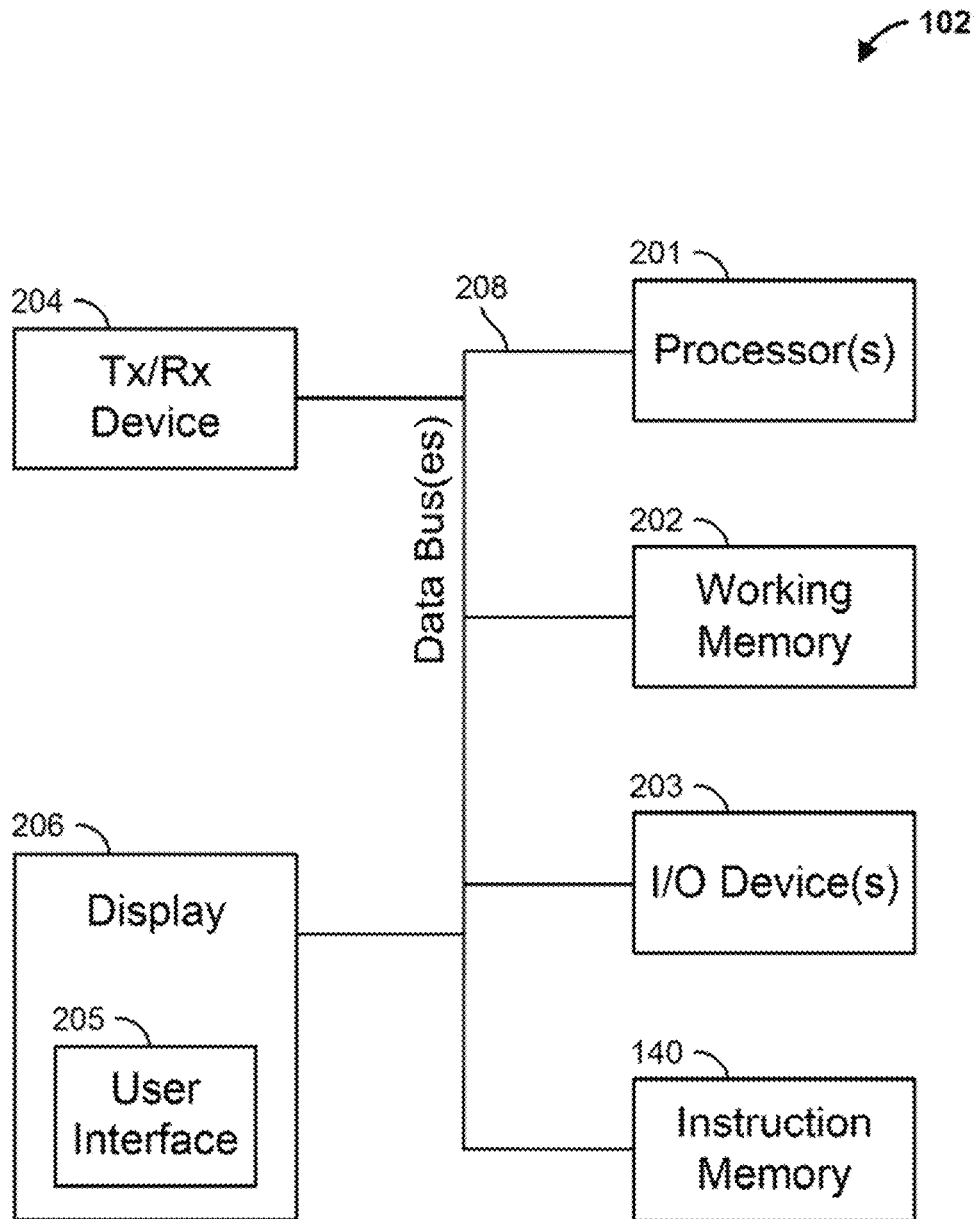 102
201
208
204
Processor(s)
Tx/Rx
Device
Data Bus(es)
202
Working
Memory
203
206
I/O Device(s)
Display
205
140
User
Interface
Instruction
Memory